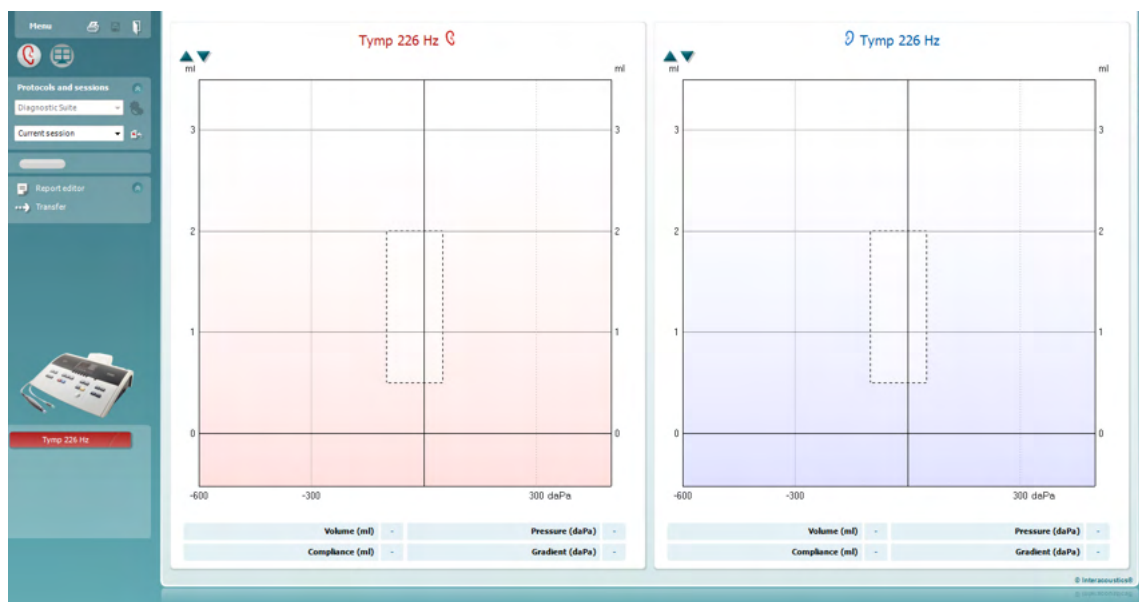 Menu
Protocols and sessions
Diagnostic Suite
Current session
Report editor
Transfer
Tymp 226 Hz
Tymp 226 Hz
ml
ml
3
3
2
2
1
1
0
0
-600
-300
300 daPa
Volume (ml) -
Pressure (daPa) -
Compliance (ml) -
Gradient (daPa) -
Tymp 226 Hz
ml
ml
3
3
2
2
1
1
0
0
-600
-300
300 daPa
Volume (ml) -
Pressure (daPa) -
Compliance (ml) -
Gradient (daPa) -
© Interacoustics®